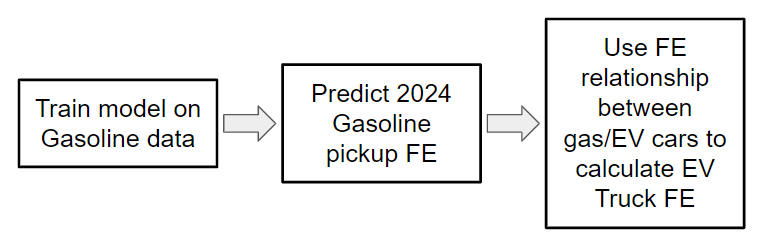 Train model on
Gasoline data
Predict 2024
Gasoline
pickup FE
Use FE
relationship
between
gas/EV cars to
calculate EV
Truck FE